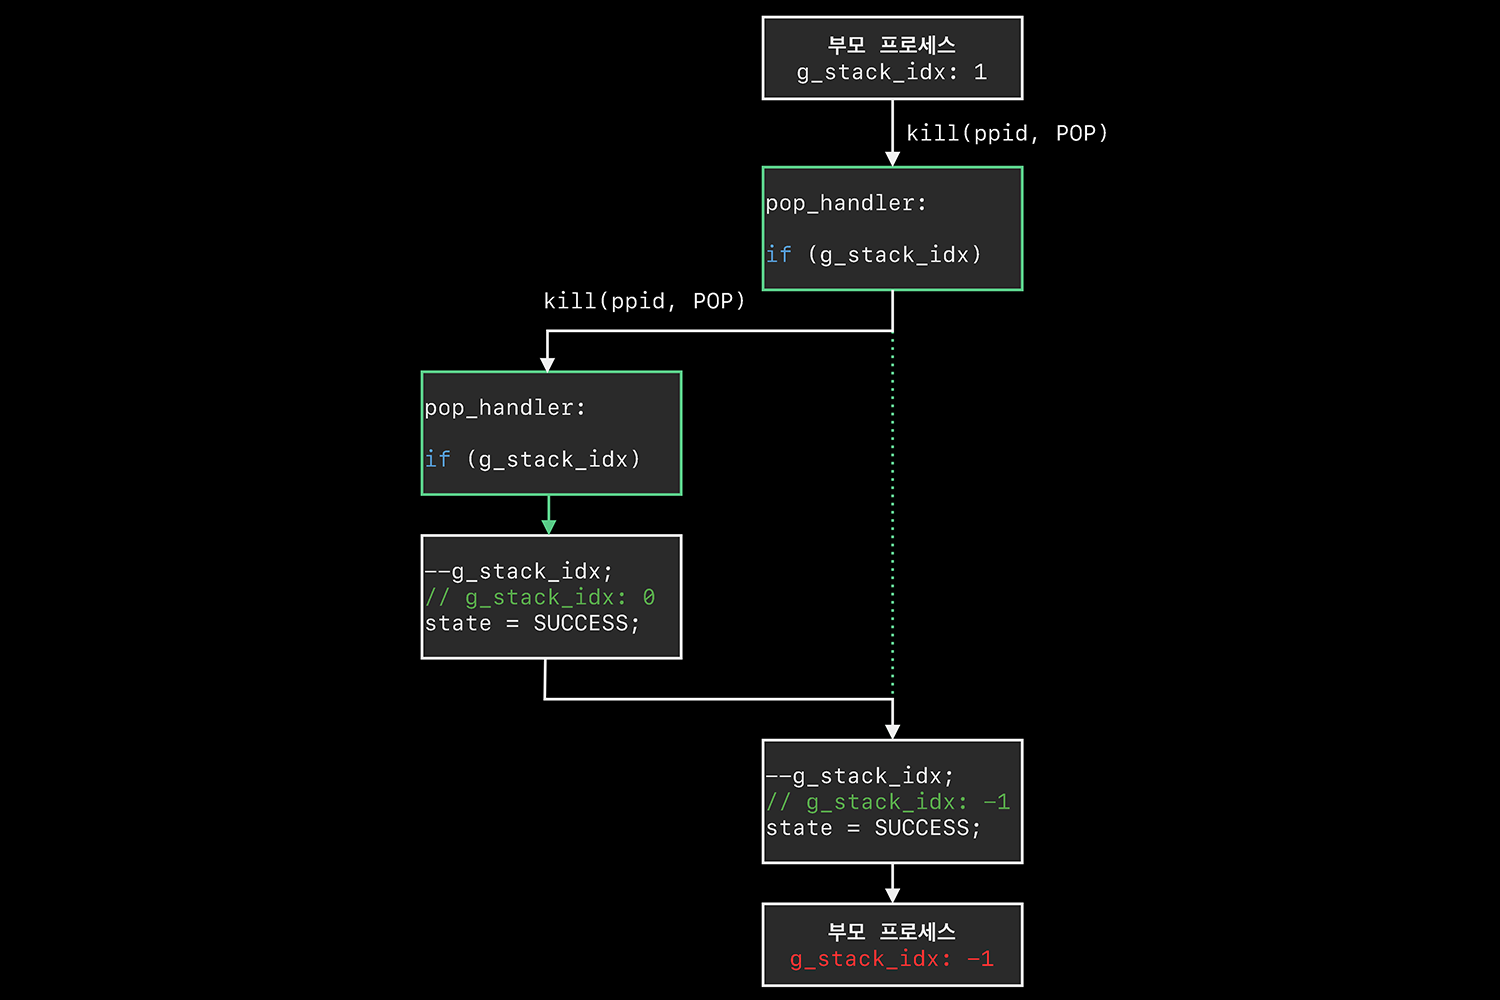 부모 프로세스
g_stack_idx: 1
kill(ppid, POP)
pop_handler:
if (g_stack_idx)
kill(ppid, POP)
pop_handler:
if (g_stack_idx)
--g_stack_idx;
// g_stack_idx: 0
state = SUCCESS;
--g_stack_idx;
// g_stack_idx: -1
state = SUCCESS;
부모 프로세스
g_stack_idx: -1